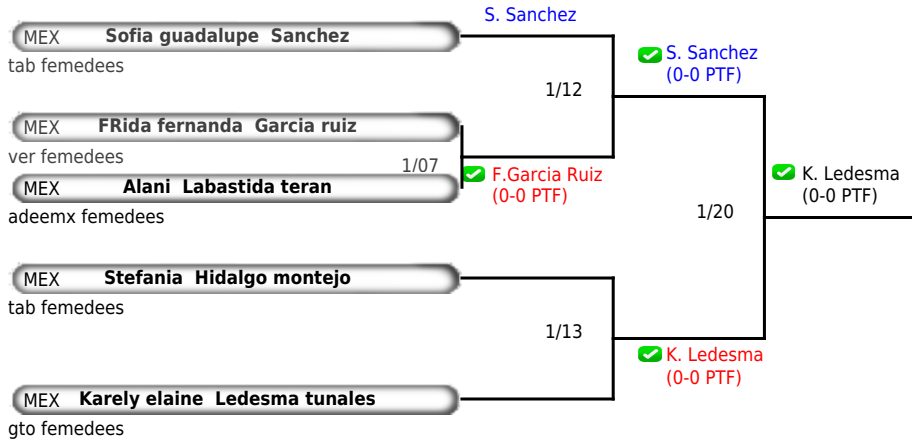 S. Sanchez
MEX Sofia guadalupe Sanchez
tab femedees
S. Sanchez
(0-0 PTF)
1/12
MEX FRida fernanda Garcia ruiz
ver femedees
1/07
F.Garcia Ruiz
(0-0 PTF)
MEX Alani Labastida teran
adeemx femedees
K. Ledesma
(0-0 PTF)
1/20
MEX Stefania Hidalgo montejo
tab femedees
1/13
K. Ledesma
(0-0 PTF)
MEX Karely elaine Ledesma tunales
gto femedees